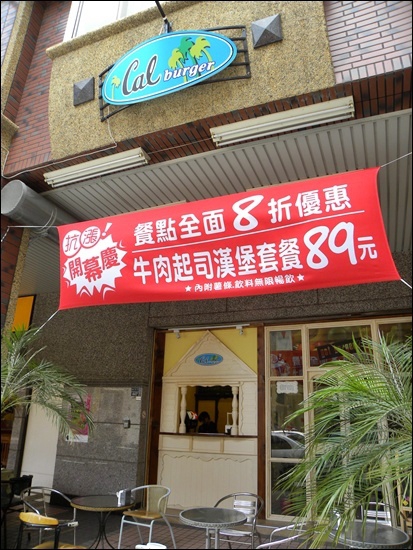 Cal
burger
抗漲!
開幕慶
餐點全面8折優惠
牛肉起司漢堡套餐89元
★內附薯條.飲料無限暢飲★